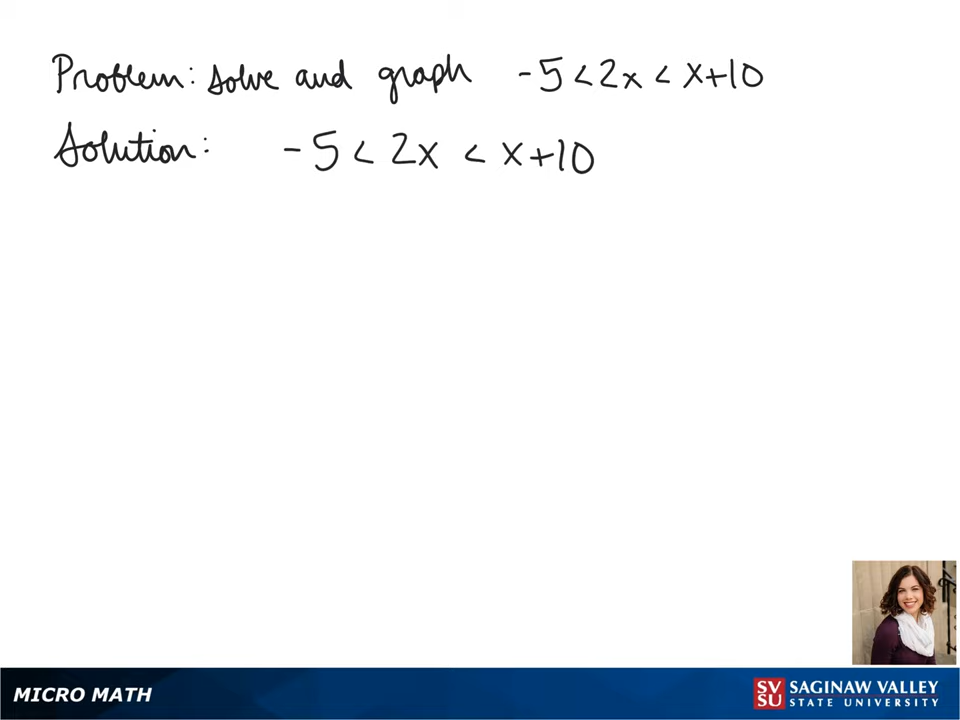 Problem: solve and graph -5 < 2x < x+10
Solution: -5 < 2x < x+10
MICRO MATH
SV SU SAGINAW VALLEY STATE UNIVERSITY